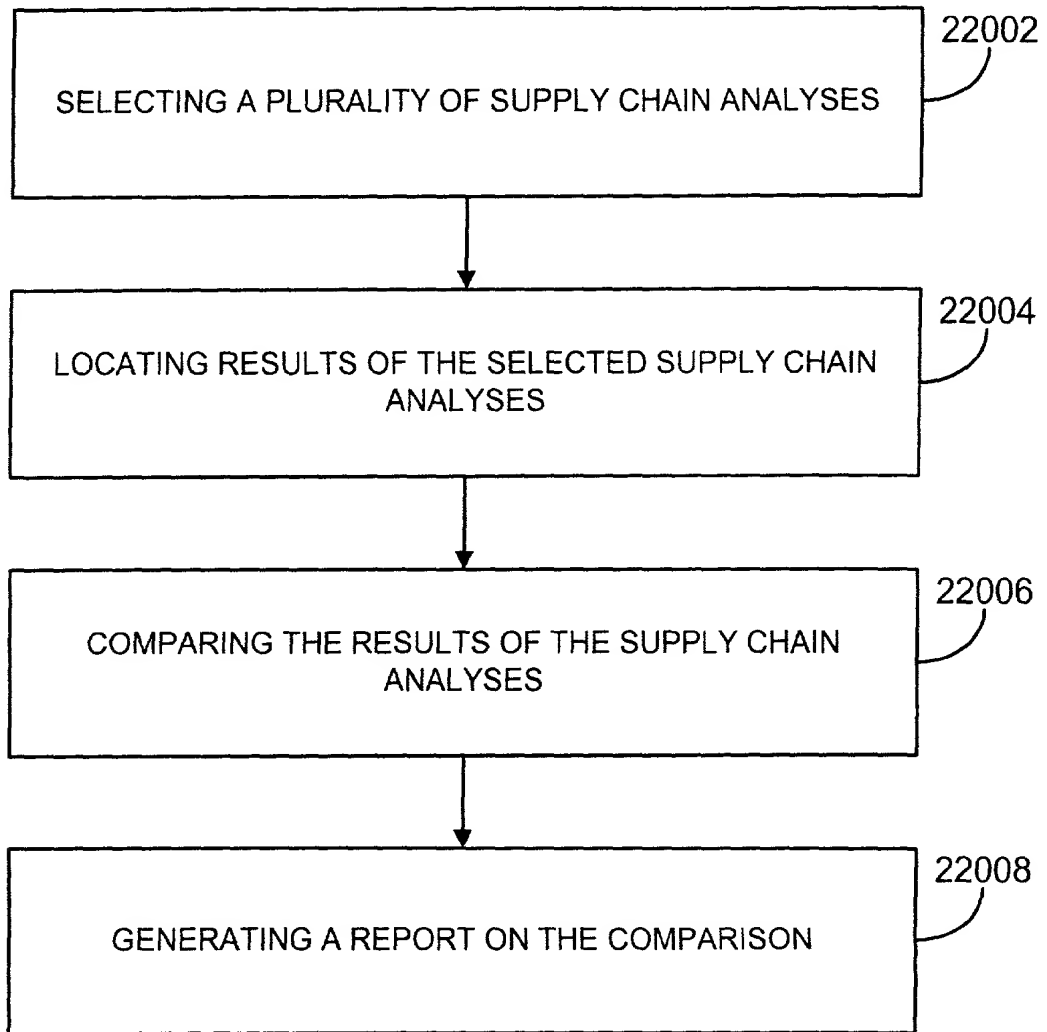 22002
SELECTING A PLURALITY OF SUPPLY CHAIN ANALYSES
22004
LOCATING RESULTS OF THE SELECTED SUPPLY CHAIN
ANALYSES
22006
COMPARING THE RESULTS OF THE SUPPLY CHAIN
ANALYSES
22008
GENERATING A REPORT ON THE COMPARISON